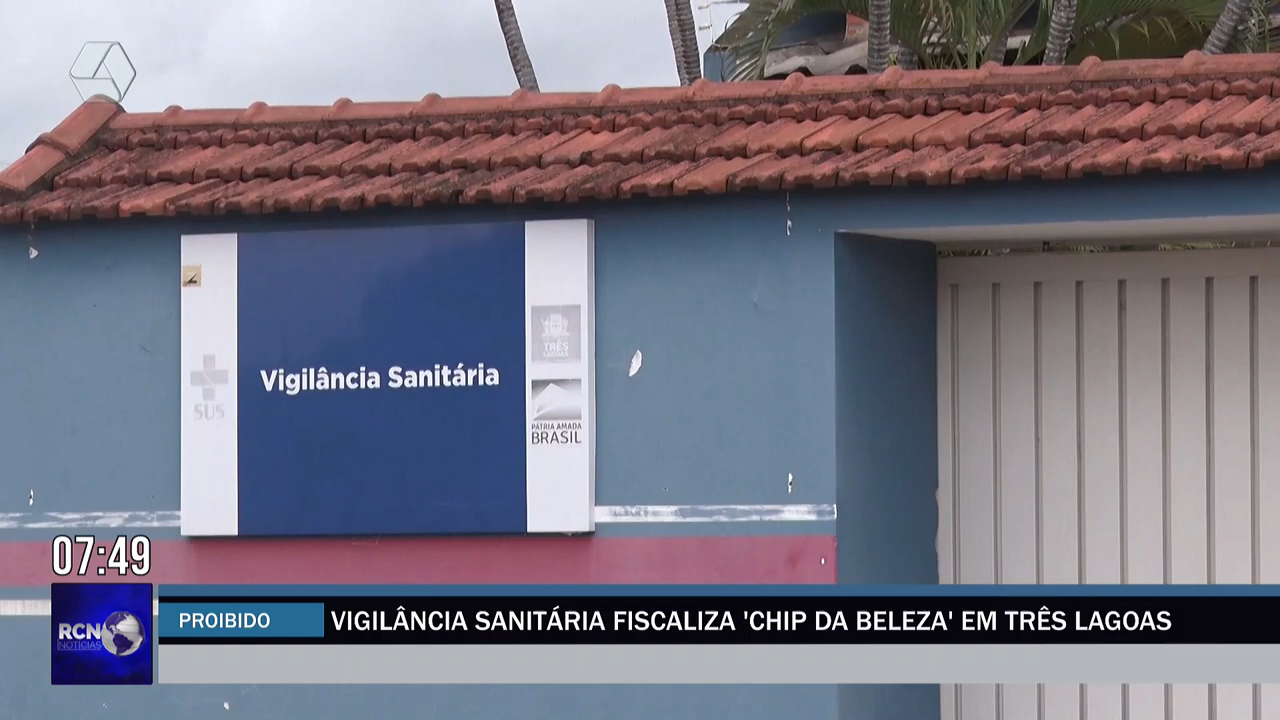 Vigilância Sanitária
SUS
TRÊS
LAGOAS
PÁTRIA AMADA
BRASIL
07:49
RCN
NOTÍCIAS
PROIBIDO
VIGILÂNCIA SANITÁRIA FISCALIZA 'CHIP DA BELEZA' EM TRÊS LAGOAS